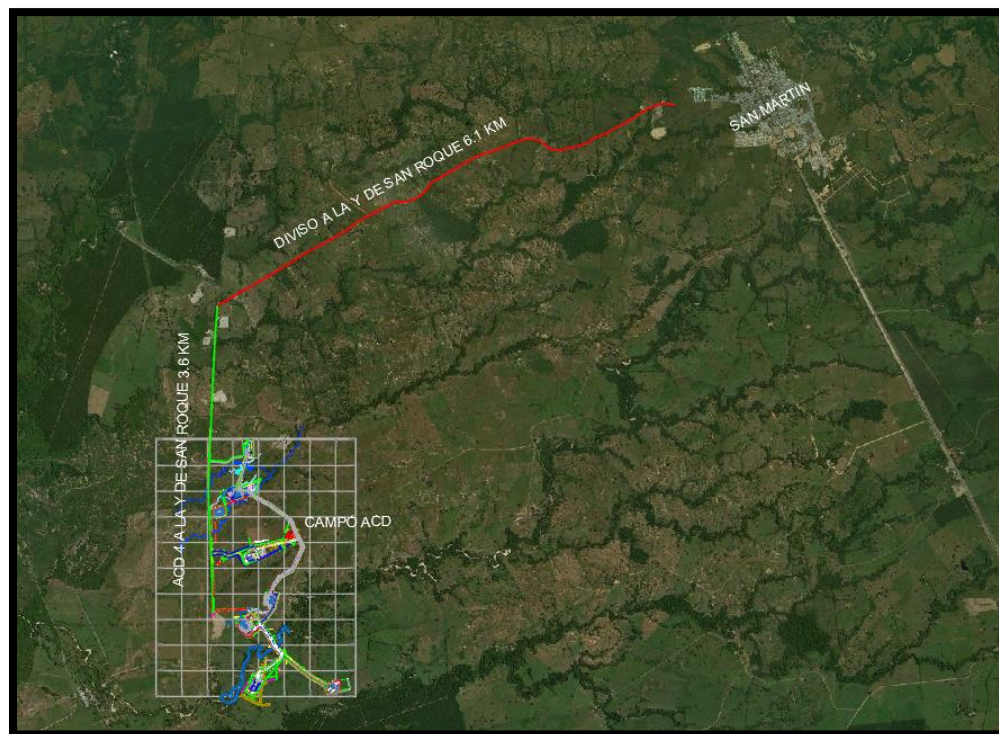 SAN MARTIN
DIVISO A LA Y DE SAN ROQUE 6.1 KM
ACD 4 A LA Y DE SAN ROQUE 3.6 KM
CAMPO ACD